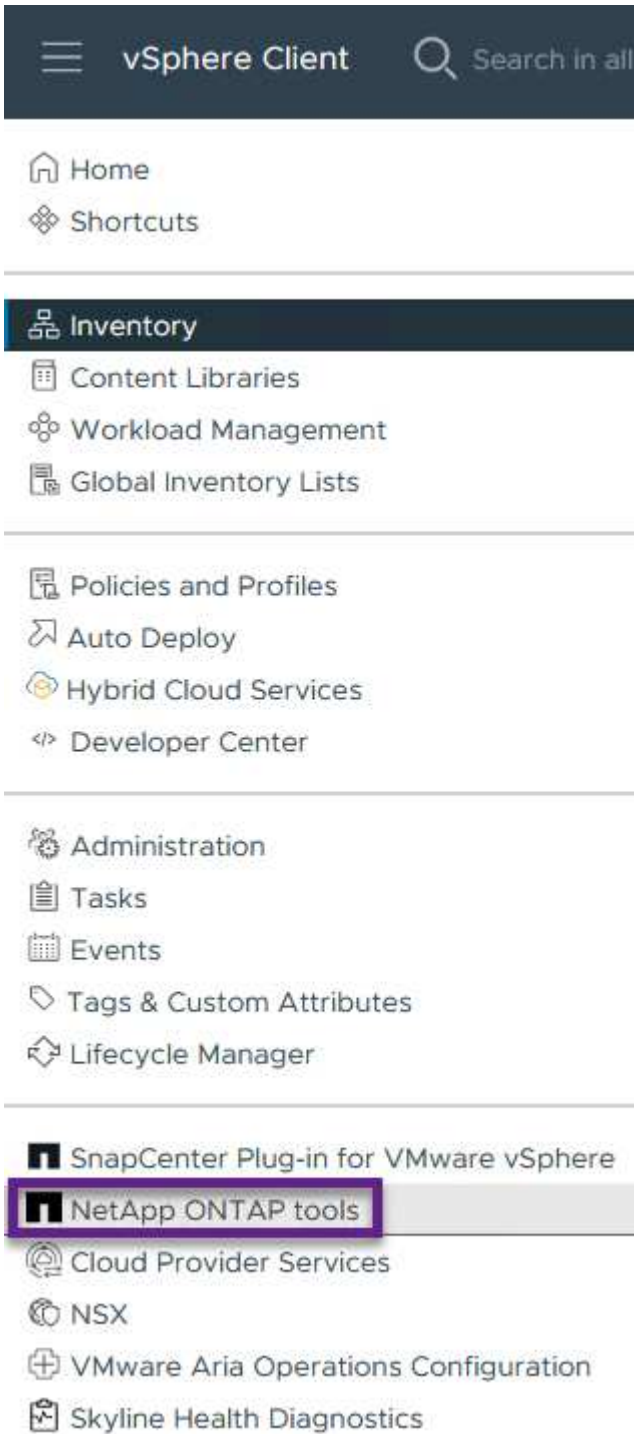 vSphere Client Search in all
Home
Shortcuts
Inventory
Content Libraries
Workload Management
Global Inventory Lists
Policies and Profiles
Auto Deploy
Hybrid Cloud Services
Developer Center
Administration
Tasks
Events
Tags & Custom Attributes
Lifecycle Manager
SnapCenter Plug-in for VMware vSphere
NetApp ONTAP tools
Cloud Provider Services
NSX
VMware Aria Operations Configuration
Skyline Health Diagnostics